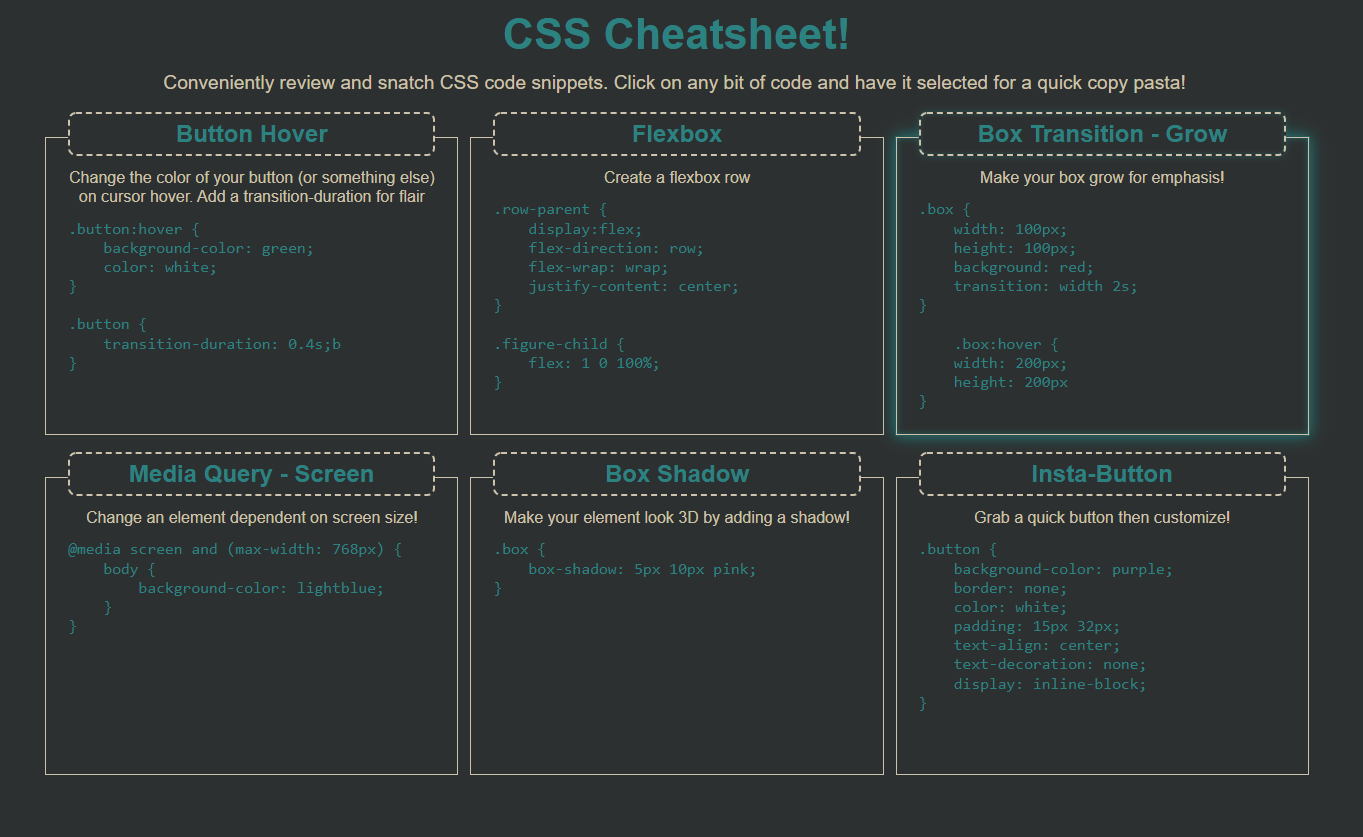 CSS Cheatsheet!
Conveniently review and snatch CSS code snippets. Click on any bit of code and have it selected for a quick copy pasta!
Button Hover
Change the color of your button (or something else)
on cursor hover. Add a transition-duration for flair
.button:hover {
    background-color: green;
    color: white;
}
.button {
    transition-duration: 0.4s;b
}
Flexbox
Create a flexbox row
.row-parent {
    display:flex;
    flex-direction: row;
    flex-wrap: wrap;
    justify-content: center;
}
.figure-child {
    flex: 1 0 100%;
}
Box Transition - Grow
Make your box grow for emphasis!
.box {
    width: 100px;
    height: 100px;
    background: red;
    transition: width 2s;
}
    .box:hover {
    width: 200px;
    height: 200px
}
Media Query - Screen
Change an element dependent on screen size!
@media screen and (max-width: 768px) {
    body {
        background-color: lightblue;
    }
}
Box Shadow
Make your element look 3D by adding a shadow!
.box {
    box-shadow: 5px 10px pink;
}
Insta-Button
Grab a quick button then customize!
.button {
    background-color: purple;
    border: none;
    color: white;
    padding: 15px 32px;
    text-align: center;
    text-decoration: none;
    display: inline-block;
}